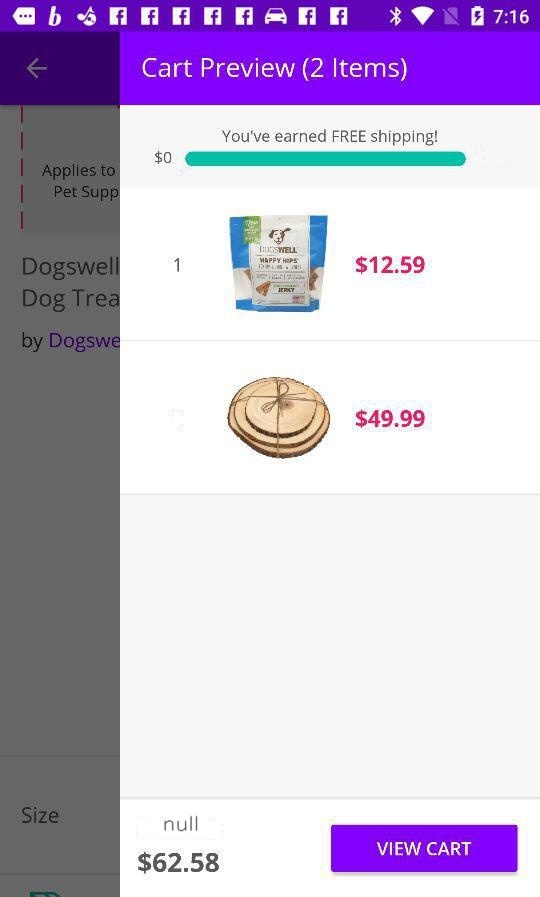 7:16
Cart Preview (2 Items)
You've earned FREE shipping!
$0
Applies to
Pet Supp
Dogswell
Dog Trea
by Dogswe
1
DOGSWELL
HAPPY HIPS
JERKY
$12.59
$49.99
Size
null
$62.58
VIEW CART